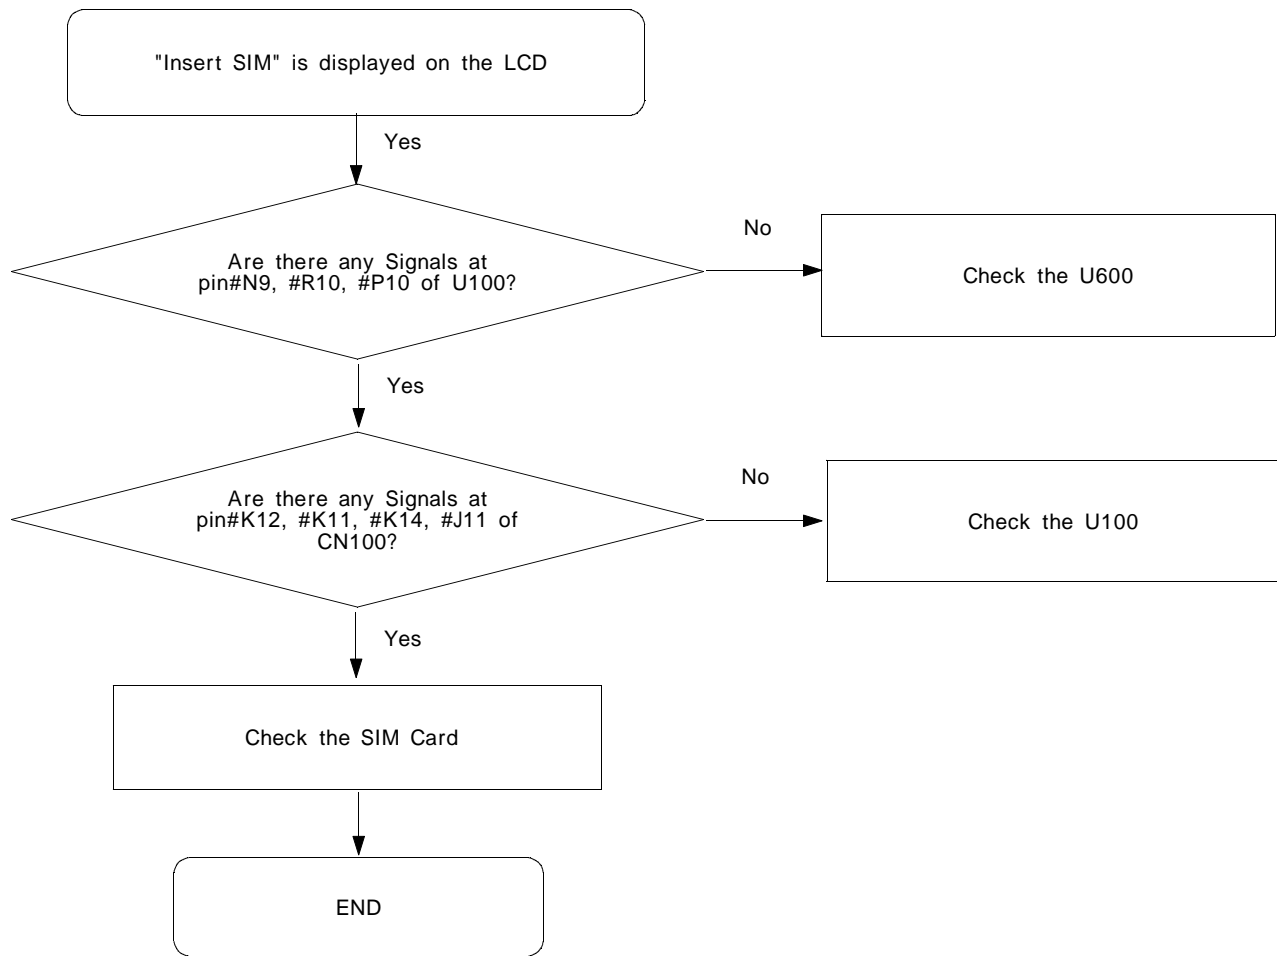 "Insert SIM" is displayed on the LCD
Yes
Are there any Signals at
pin#N9, #R10, #P10 of U100?
No
Check the U600
Yes
Are there any Signals at
pin#K12, #K11, #K14, #J11 of
CN100?
No
Check the U100
Yes
Check the SIM Card
END